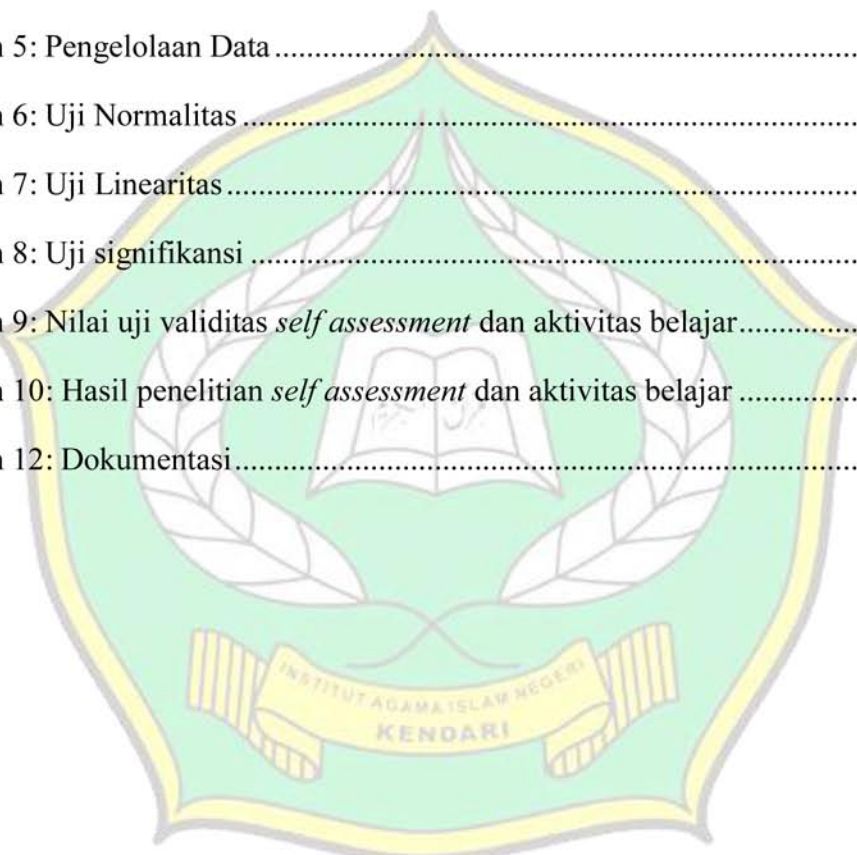 n 5: Pengelolaan Data
n 6: Uji Normalitas
n 7: Uji Linearitas
n 8: Uji signifikansi
n 9: Nilai uji validitas self assessment dan aktivitas belajar
n 10: Hasil penelitian self assessment dan aktivitas belajar
n 12: Dokumentasi
INSTITUT AGAMA ISLAM NEGERI
KENDARI